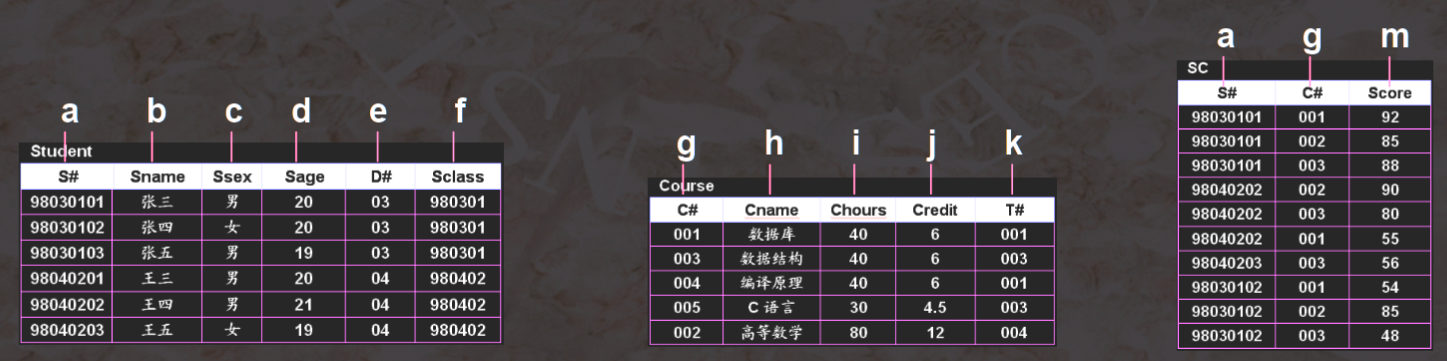 a b c d e f
Student
S# Sname Ssex Sage D# Sclass
98030101 张三 男 20 03 980301
98030102 张四 女 20 03 980301
98030103 张五 男 19 03 980301
98040201 王三 男 20 04 980402
98040202 王四 男 21 04 980402
98040203 王五 女 19 04 980402
g h i j k
Course
C# Cname Chours Credit T#
001 数据库 40 6 001
003 数据结构 40 6 003
004 编译原理 40 6 001
005 C 语言 30 4.5 003
002 高等数学 80 12 004
a g m
SC
S# C# Score
98030101 001 92
98030101 002 85
98030101 003 88
98040202 002 90
98040202 003 80
98040202 001 55
98040203 003 56
98030102 001 54
98030102 002 85
98030102 003 48